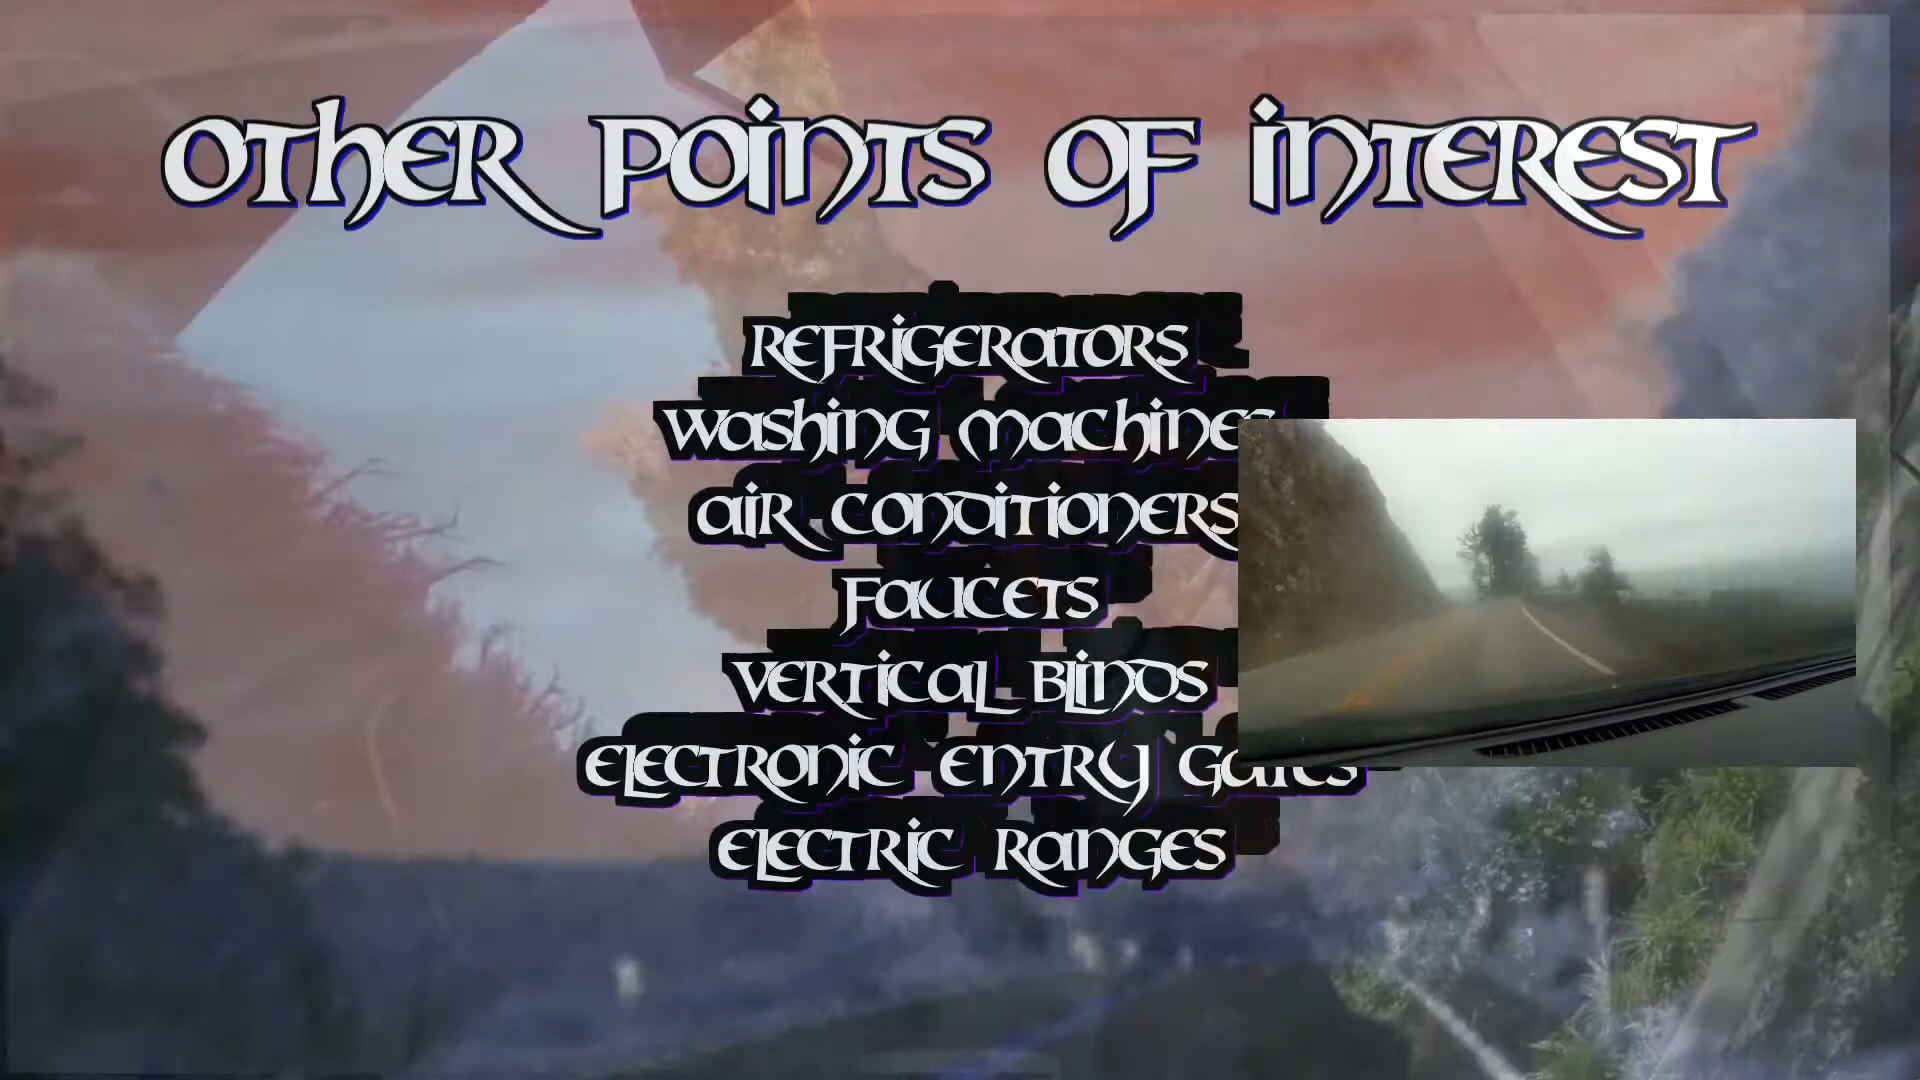 OTHER POINTS OF INTEREST
REFRIGERATORS
WASHING MACHINES
AIR CONDITIONERS
FAUCETS
VERTICAL BLINDS
ELECTRONIC ENTRY GATES
ELECTRIC RANGES